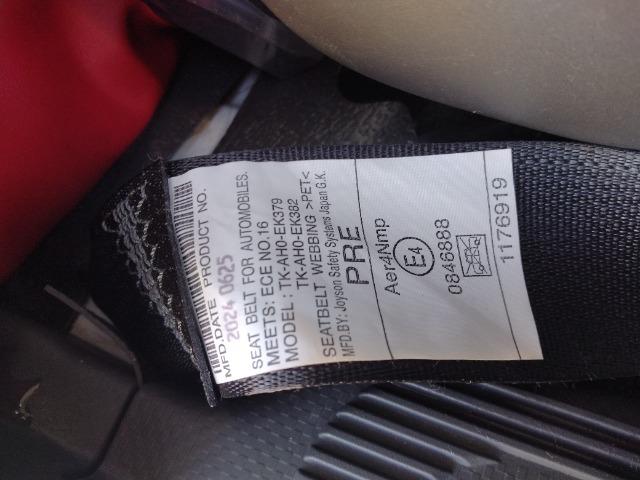 MFD.DATE PRODUCT NO.
2024 0625
SEAT BELT FOR AUTOMOBILES.
MEETS: ECE NO.16
MODEL : TK-AH0-EK379
TK-AH0-EK382
SEATBELT WEBBING >PET<
MFD.BY: Joyson Safety Systems Japan G.K.
PRE
Aer4Nmp
E4
0846888
1176919